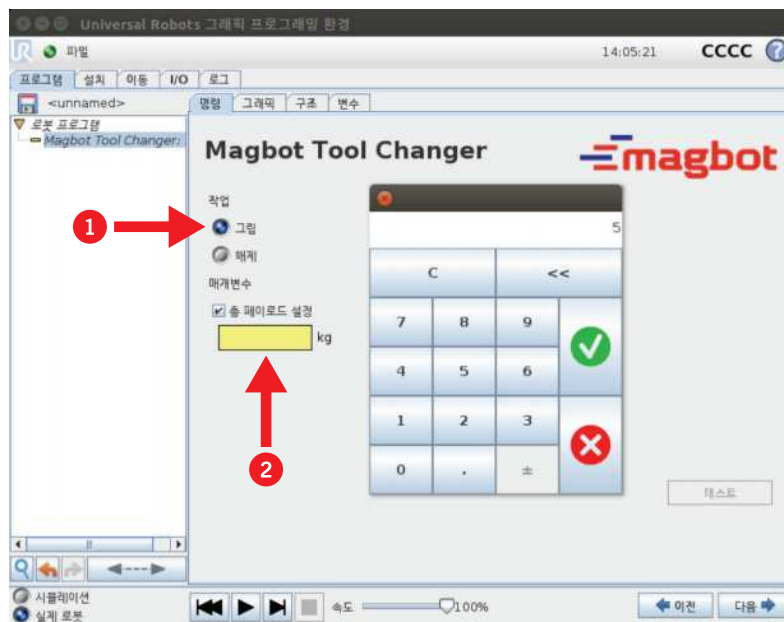 Universal Robots 그래픽 프로그래밍 환경
파일
14:05:21
CCCC
?
프로그램 설치 이동 I/O 로그
<unnamed>
명령 그래픽 구조 변수
로봇 프로그램
Magbot Tool Changer:
Magbot Tool Changer
magbot
작업
1
그립
해제
매개변수
총 페이로드 설정
kg
2
5
C <<
7 8 9
4 5 6
1 2 3
0 . ±
테스트
시뮬레이션
실제 로봇
속도
100%
이전
다음